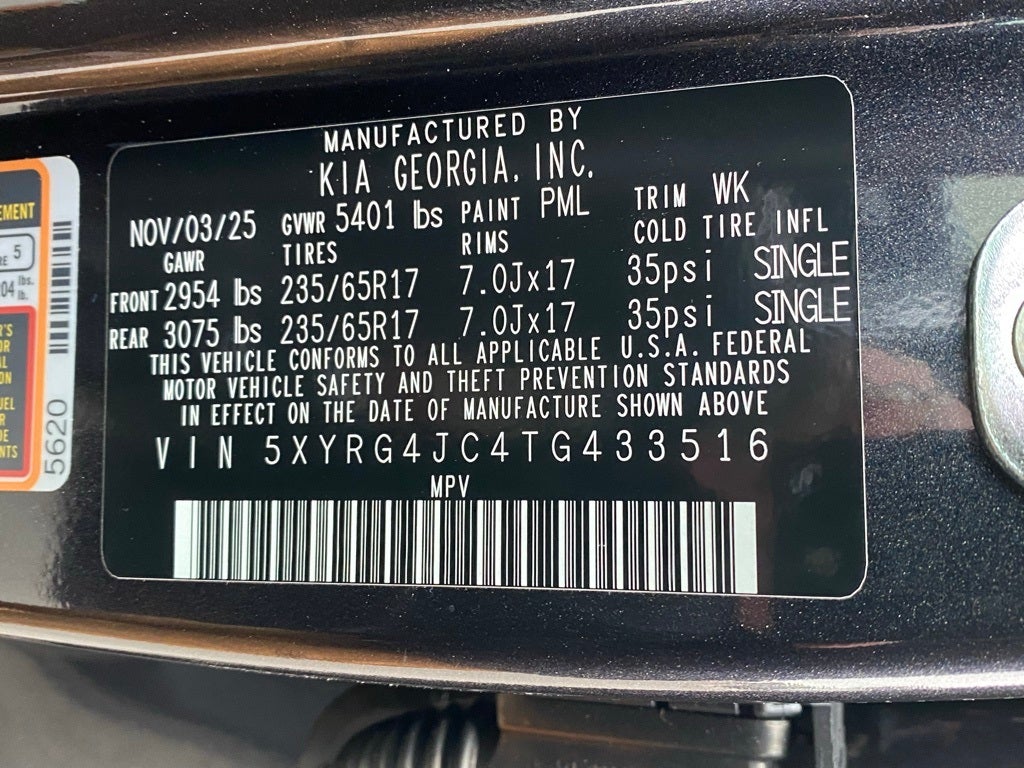 MANUFACTURED BY
KIA GEORGIA, INC.
NOV/03/25 GVWR 5401 lbs PAINT PML TRIM WK
GAWR TIRES RIMS COLD TIRE INFL
FRONT 2954 lbs 235/65R17 7.0Jx17 35psi SINGLE
REAR 3075 lbs 235/65R17 7.0Jx17 35psi SINGLE
THIS VEHICLE CONFORMS TO ALL APPLICABLE U.S.A. FEDERAL
MOTOR VEHICLE SAFETY AND THEFT PREVENTION STANDARDS
IN EFFECT ON THE DATE OF MANUFACTURE SHOWN ABOVE
VIN 5XYRG4JC4TG433516
MPV
5
lbs.
lb.
5620